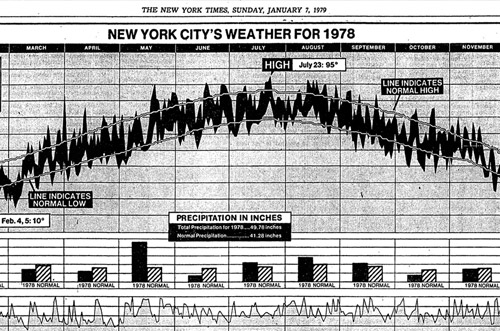 THE NEW YORK TIMES, SUNDAY, JANUARY 7, 1979
NEW YORK CITY'S WEATHER FOR 1978
MARCH APRIL MAY JUNE JULY AUGUST SEPTEMBER OCTOBER NOVEMBER
HIGH July 23: 95°
LINE INDICATES
NORMAL HIGH
LINE INDICATES
NORMAL LOW
Feb. 4, 5: 10°
PRECIPITATION IN INCHES
Total Precipitation for 1978.....49.76 inches
Normal Precipitation...............41.28 inches
1978 NORMAL 1978 NORMAL 1978 NORMAL 1978 NORMAL 1978 NORMAL 1978 NORMAL 1978 NORMAL 1978 NORMAL 1978 NORMAL